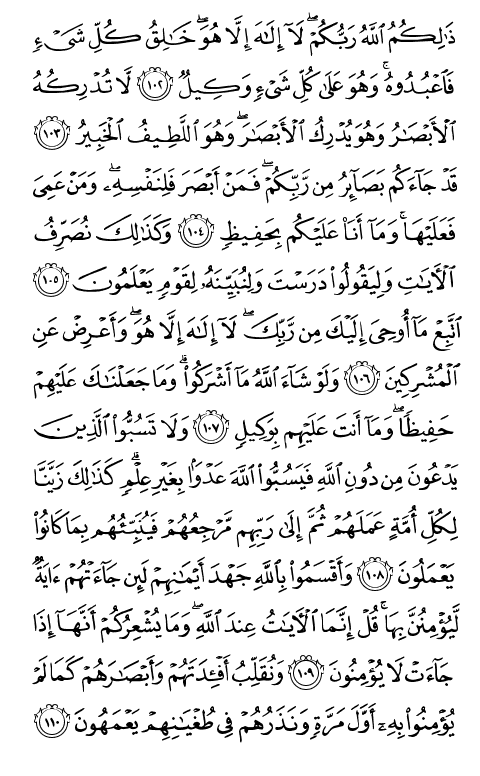 ذَٰلِكُمُ ٱللَّهُ رَبُّكُمْ ۖ لَآ إِلَٰهَ إِلَّا هُوَ ۖ خَٰلِقُ كُلِّ شَىْءٍ
فَٱعْبُدُوهُ ۚ وَهُوَ عَلَىٰ كُلِّ شَىْءٍ وَكِيلٌ ١٠٢ لَّا تُدْرِكُهُ
ٱلْأَبْصَٰرُ وَهُوَ يُدْرِكُ ٱلْأَبْصَٰرَ ۖ وَهُوَ ٱللَّطِيفُ ٱلْخَبِيرُ ١٠٣
قَدْ جَآءَكُم بَصَآئِرُ مِن رَّبِّكُمْ ۖ فَمَنْ أَبْصَرَ فَلِنَفْسِهِۦ ۖ وَمَنْ عَمِىَ
فَعَلَيْهَا ۚ وَمَآ أَنَا۠ عَلَيْكُم بِحَفِيظٍ ١٠٤ وَكَذَٰلِكَ نُصَرِّفُ
ٱلْءَايَٰتِ وَلِيَقُولُوا۟ دَرَسْتَ وَلِنُبَيِّنَهُۥ لِقَوْمٍ يَعْلَمُونَ ١٠٥
ٱتَّبِعْ مَآ أُوحِىَ إِلَيْكَ مِن رَّبِّكَ ۖ لَآ إِلَٰهَ إِلَّا هُوَ ۖ وَأَعْرِضْ عَنِ
ٱلْمُشْرِكِينَ ١٠٦ وَلَوْ شَآءَ ٱللَّهُ مَآ أَشْرَكُوا۟ ۗ وَمَا جَعَلْنَٰكَ عَلَيْهِمْ
حَفِيظًا ۖ وَمَآ أَنتَ عَلَيْهِم بِوَكِيلٍ ١٠٧ وَلَا تَسُبُّوا۟ ٱلَّذِينَ
يَدْعُونَ مِن دُونِ ٱللَّهِ فَيَسُبُّوا۟ ٱللَّهَ عَدْوًۢا بِغَيْرِ عِلْمٍ ۗ كَذَٰلِكَ زَيَّنَّا
لِكُلِّ أُمَّةٍ عَمَلَهُمْ ثُمَّ إِلَىٰ رَبِّهِم مَّرْجِعُهُمْ فَيُنَبِّئُهُم بِمَا كَانُوا۟
يَعْمَلُونَ ١٠٨ وَأَقْسَمُوا۟ بِٱللَّهِ جَهْدَ أَيْمَٰنِهِمْ لَئِن جَآءَتْهُمْ ءَايَةٌ
لَّيُؤْمِنُنَّ بِهَا ۚ قُلْ إِنَّمَا ٱلْءَايَٰتُ عِندَ ٱللَّهِ ۖ وَمَا يُشْعِرُكُمْ أَنَّهَآ إِذَا
جَآءَتْ لَا يُؤْمِنُونَ ١٠٩ وَنُقَلِّبُ أَفْـِٔدَتَهُمْ وَأَبْصَٰرَهُمْ كَمَا لَمْ
يُؤْمِنُوا۟ بِهِۦٓ أَوَّلَ مَرَّةٍ وَنَذَرُهُمْ فِى طُغْيَٰنِهِمْ يَعْمَهُونَ ١١٠